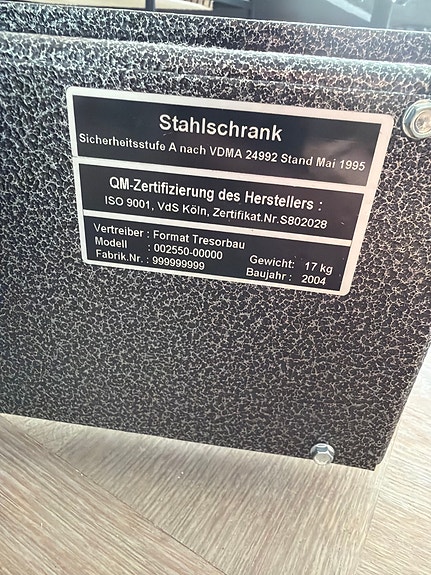 Stahlschrank
Sicherheitsstufe A nach VDMA 24992 Stand Mai 1995
QM-Zertifizierung des Herstellers :
ISO 9001, VdS Köln, Zertifikat.Nr.S802028
Vertreiber : Format Tresorbau
Modell : 002550-00000 Gewicht: 17 kg
Fabrik.Nr. : 999999999 Baujahr : 2004